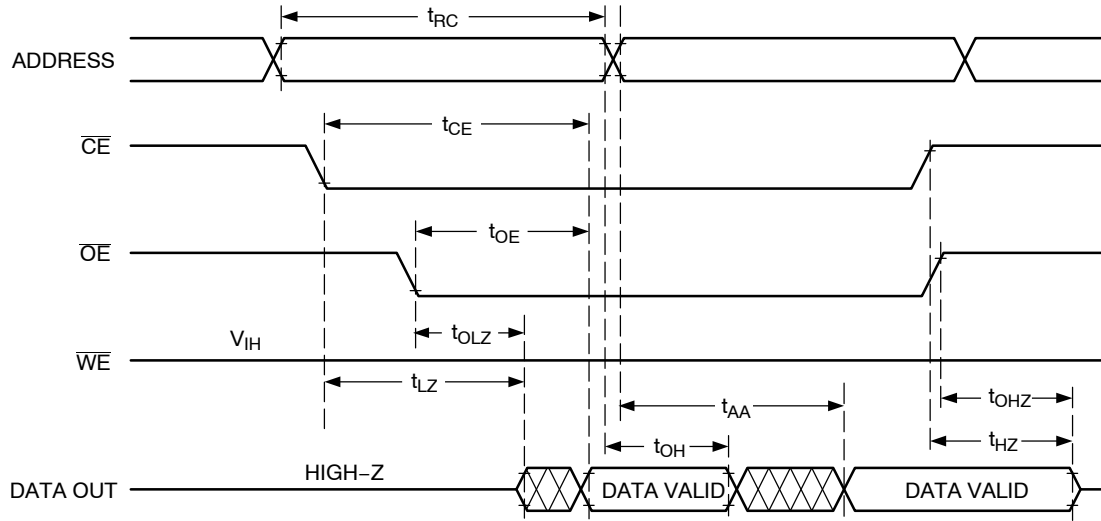 tRC
ADDRESS
tCE
CE
tOE
OE
tOLZ
VIH
WE
tLZ
tOHZ
tAA
tOH
tHZ
HIGH–Z
DATA OUT
DATA VALID
DATA VALID